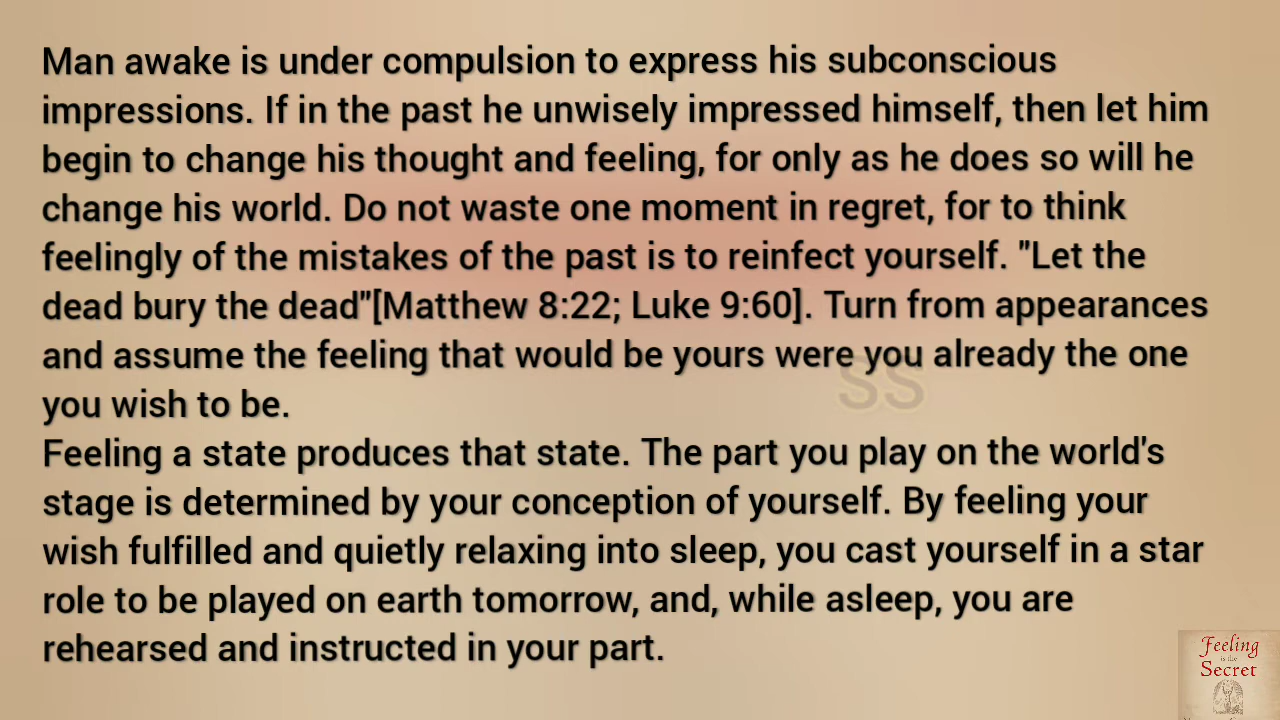 Man awake is under compulsion to express his subconscious
impressions. If in the past he unwisely impressed himself, then let him
begin to change his thought and feeling, for only as he does so will he
change his world. Do not waste one moment in regret, for to think
feelingly of the mistakes of the past is to reinfect yourself. "Let the
dead bury the dead"[Matthew 8:22; Luke 9:60]. Turn from appearances
and assume the feeling that would be yours were you already the one
you wish to be.
Feeling a state produces that state. The part you play on the world's
stage is determined by your conception of yourself. By feeling your
wish fulfilled and quietly relaxing into sleep, you cast yourself in a star
role to be played on earth tomorrow, and, while asleep, you are
rehearsed and instructed in your part.
SS
Feeling
is the
Secret